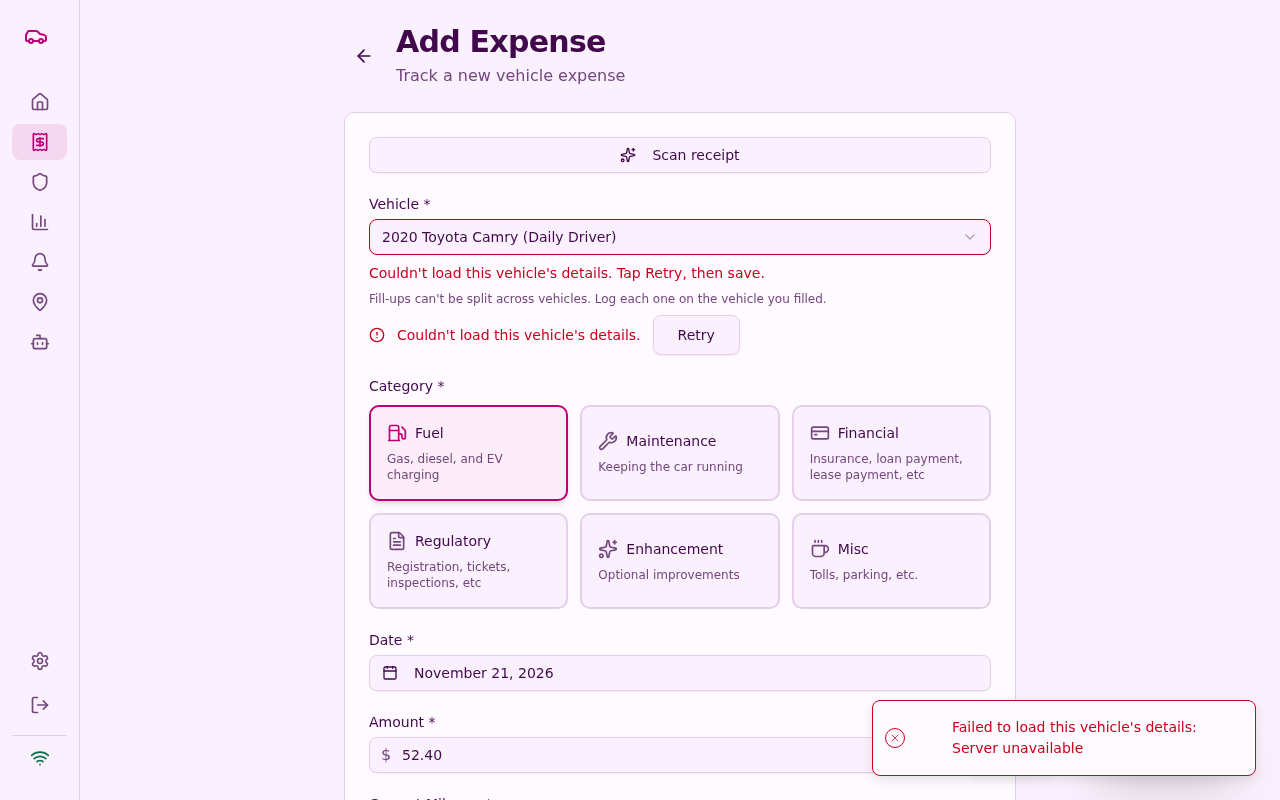 Add Expense
Track a new vehicle expense
Scan receipt
Vehicle *
2020 Toyota Camry (Daily Driver)
Couldn't load this vehicle's details. Tap Retry, then save.
Fill-ups can't be split across vehicles. Log each one on the vehicle you filled.
Couldn't load this vehicle's details.
Retry
Category *
Fuel
Gas, diesel, and EV
charging
Maintenance
Keeping the car running
Financial
Insurance, loan payment,
lease payment, etc
Regulatory
Registration, tickets,
inspections, etc
Enhancement
Optional improvements
Misc
Tolls, parking, etc.
Date *
November 21, 2026
Amount *
$ 52.40
Failed to load this vehicle's details:
Server unavailable